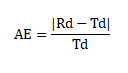 AE = |Rd − Td| / Td